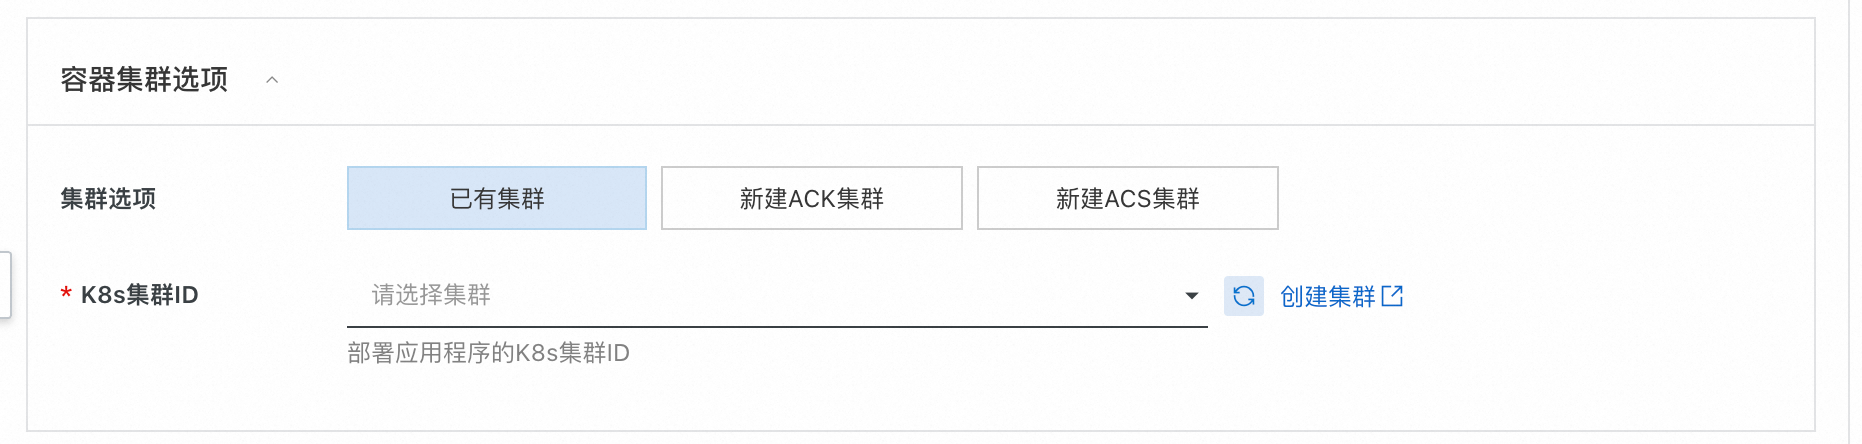 容器集群选项
集群选项
已有集群
新建ACK集群
新建ACS集群
* K8s集群ID
请选择集群
创建集群
部署应用程序的K8s集群ID